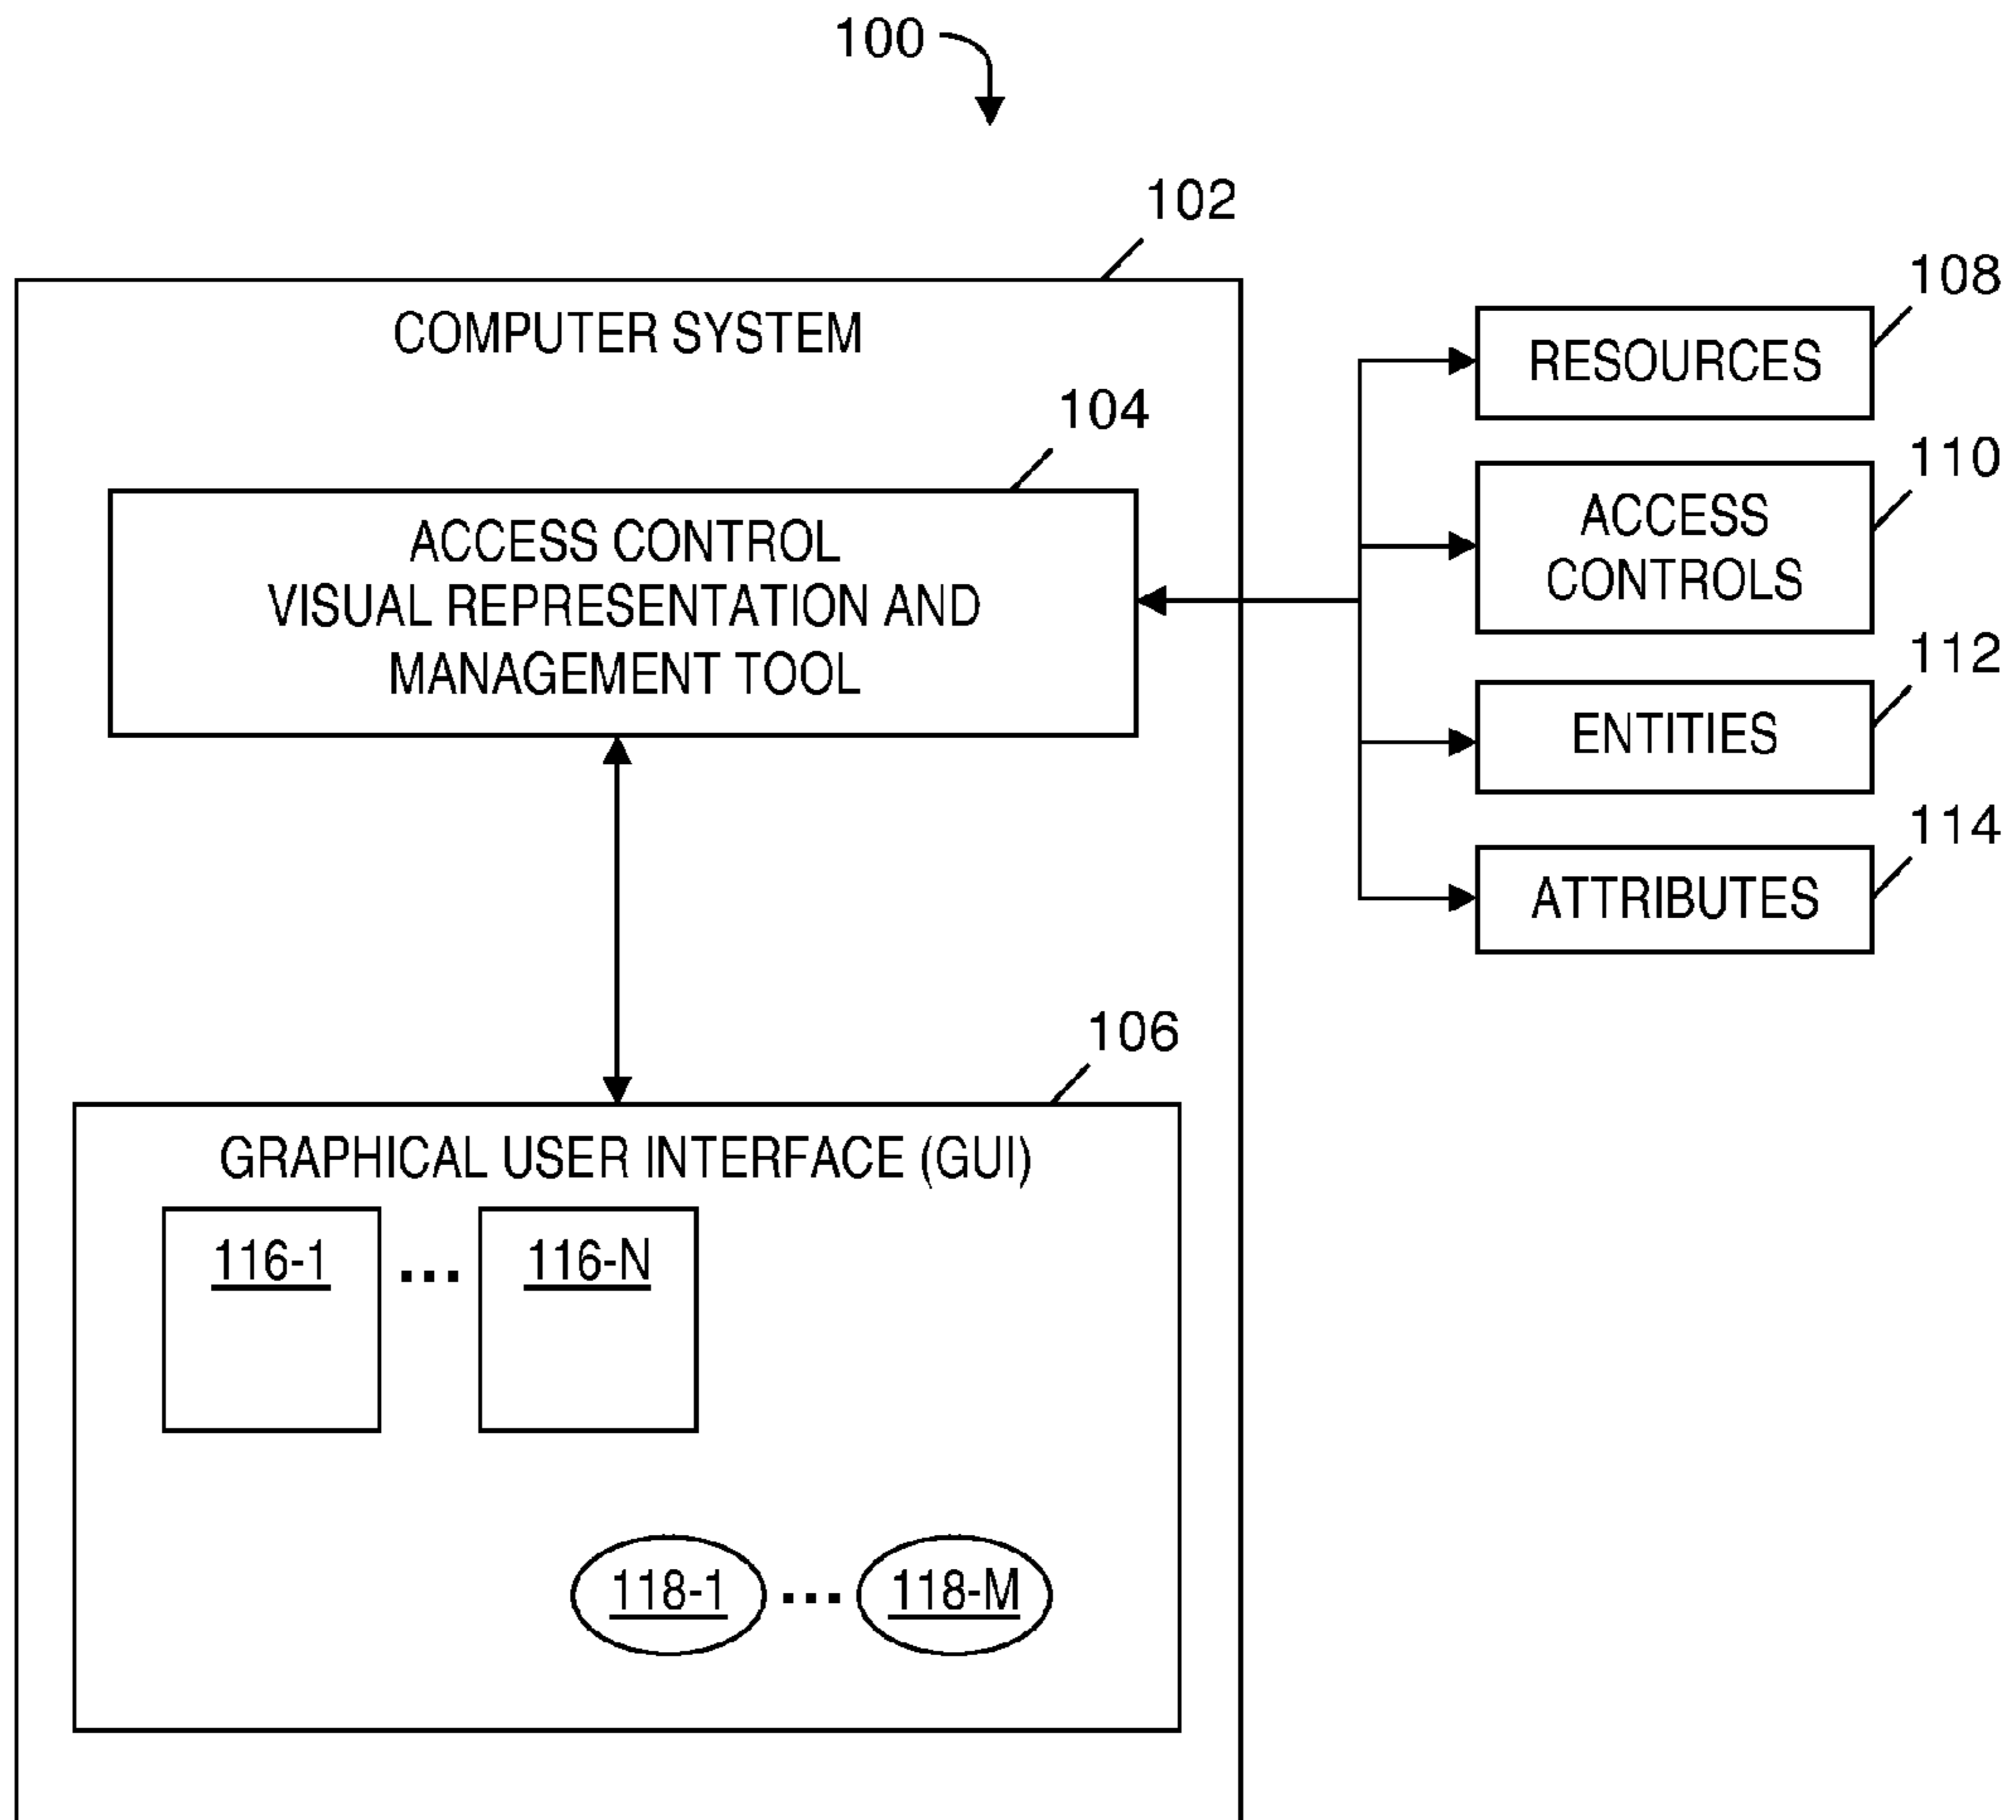 100
102
COMPUTER SYSTEM
108
RESOURCES
104
110
ACCESS CONTROL
VISUAL REPRESENTATION AND
MANAGEMENT TOOL
ACCESS
CONTROLS
112
ENTITIES
114
ATTRIBUTES
106
GRAPHICAL USER INTERFACE (GUI)
116-1 ... 116-N
118-1 ... 118-M